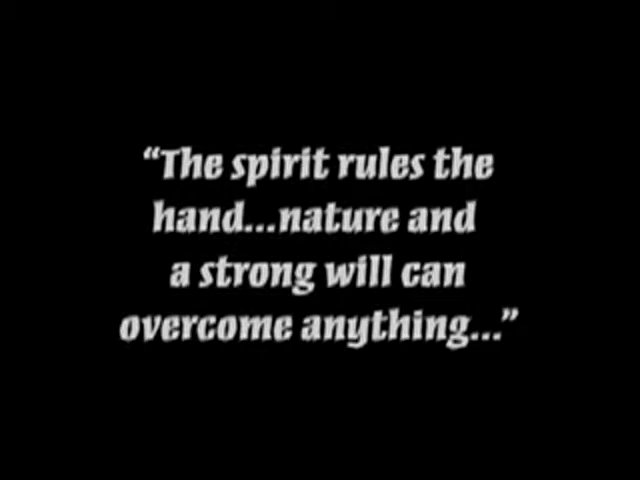 “The spirit rules the
hand...nature and
a strong will can
overcome anything...”